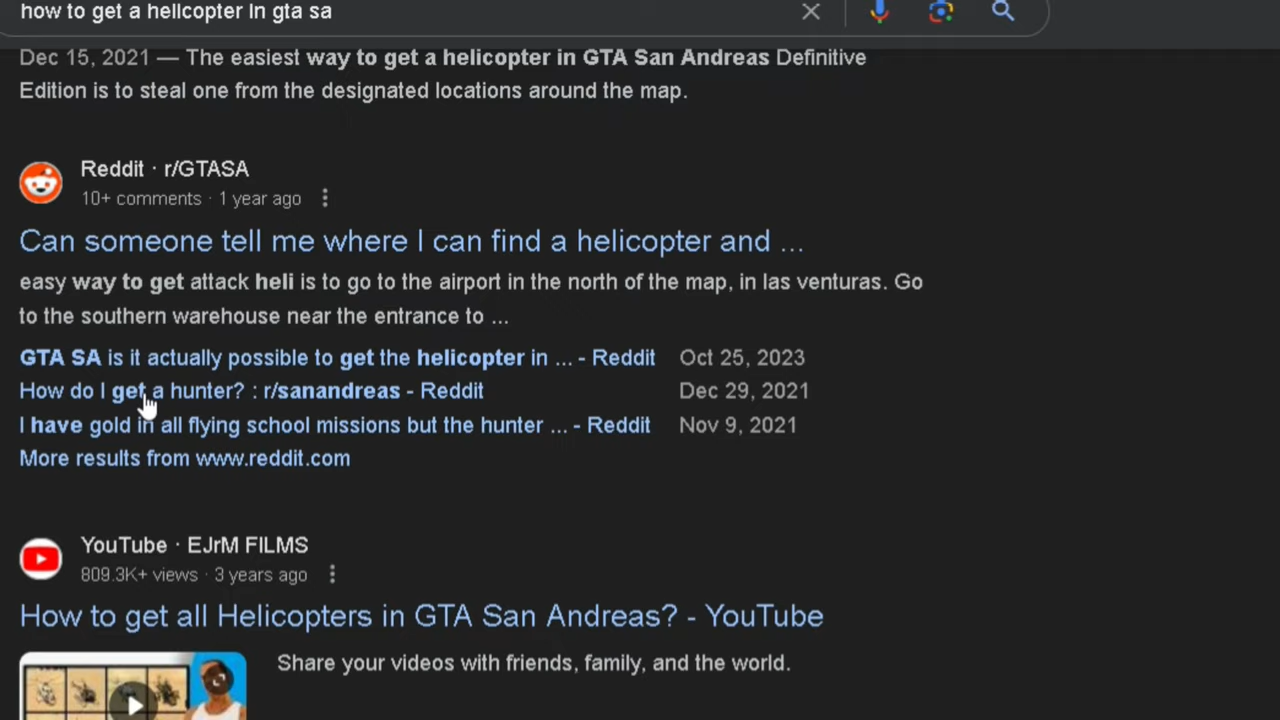 how to get a helicopter in gta sa
Dec 15, 2021 — The easiest way to get a helicopter in GTA San Andreas Definitive
Edition is to steal one from the designated locations around the map.
Reddit · r/GTASA
10+ comments · 1 year ago
Can someone tell me where I can find a helicopter and ...
easy way to get attack heli is to go to the airport in the north of the map, in las venturas. Go
to the southern warehouse near the entrance to ...
GTA SA is it actually possible to get the helicopter in ... - Reddit Oct 25, 2023
How do I get a hunter? : r/sanandreas - Reddit Dec 29, 2021
I have gold in all flying school missions but the hunter ... - Reddit Nov 9, 2021
More results from www.reddit.com
YouTube · EJrM FILMS
809.3K+ views · 3 years ago
How to get all Helicopters in GTA San Andreas? - YouTube
Share your videos with friends, family, and the world.